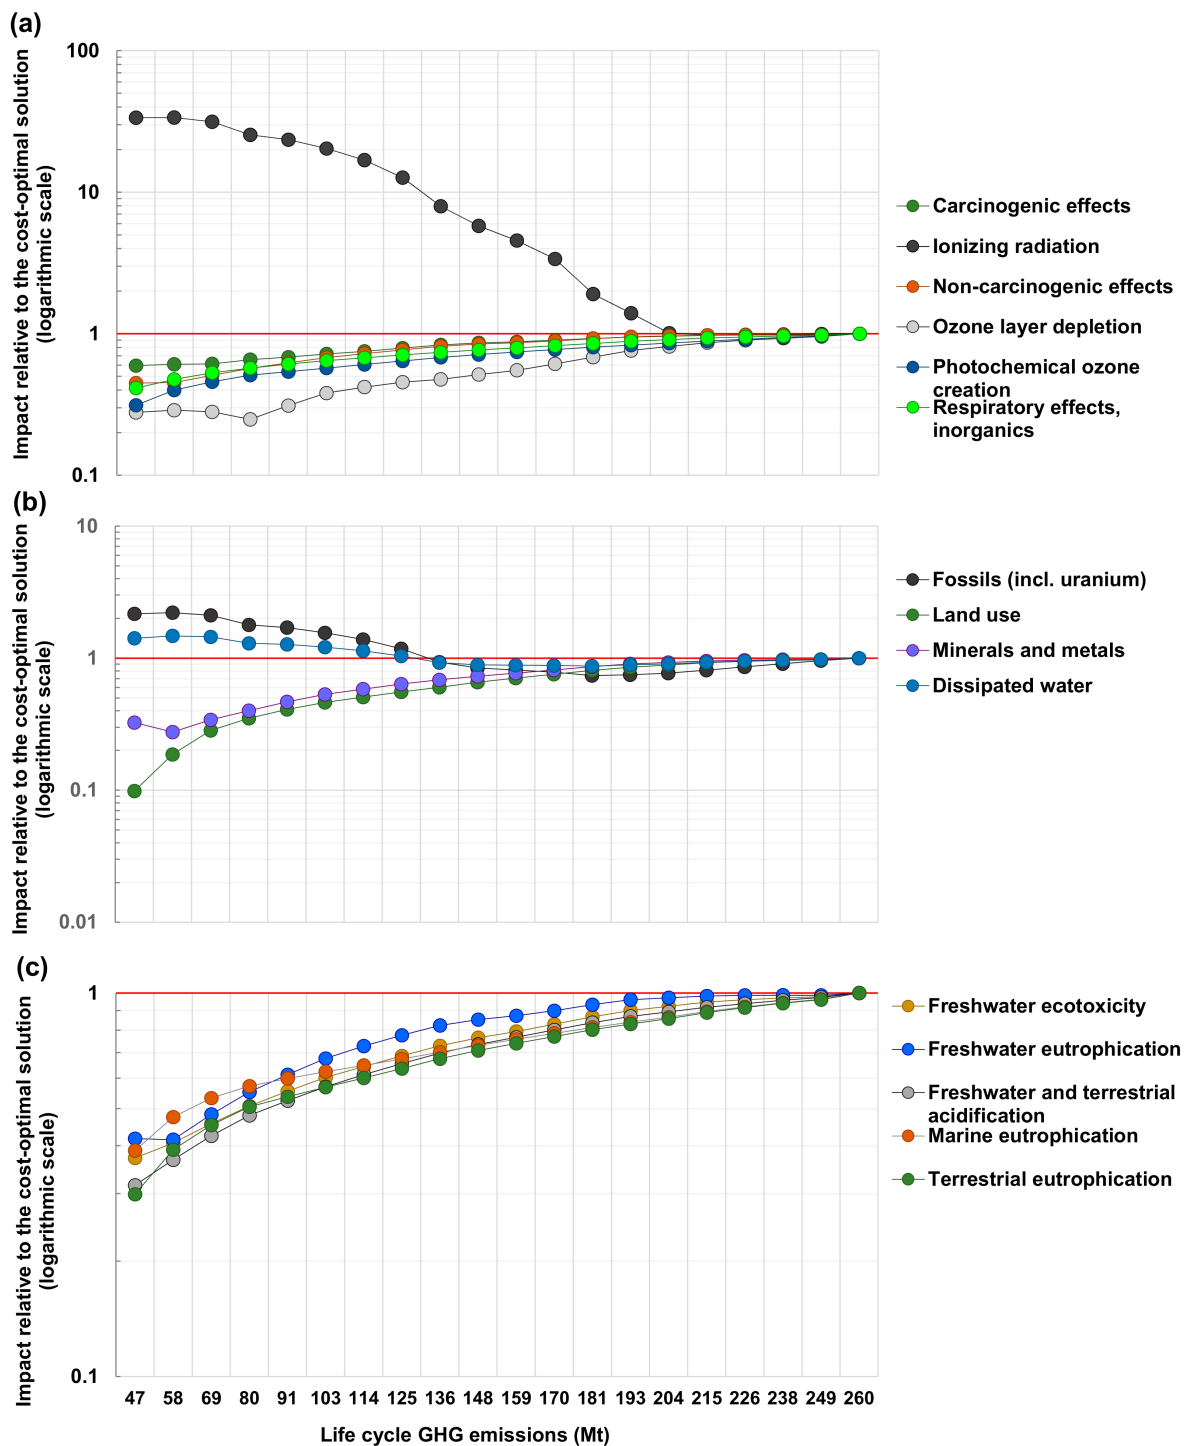 (a)
Impact relative to the cost-optimal solution
(logarithmic scale)
100
10
1
0.1
Carcinogenic effects
Ionizing radiation
Non-carcinogenic effects
Ozone layer depletion
Photochemical ozone
creation
Respiratory effects,
inorganics
(b)
Impact relative to the cost-optimal solution
(logarithmic scale)
10
1
0.1
0.01
Fossils (incl. uranium)
Land use
Minerals and metals
Dissipated water
(c)
Impact relative to the cost-optimal solution
(logarithmic scale)
1
0.1
Freshwater ecotoxicity
Freshwater eutrophication
Freshwater and terrestrial
acidification
Marine eutrophication
Terrestrial eutrophication
47 58 69 80 91 103 114 125 136 148 159 170 181 193 204 215 226 238 249 260
Life cycle GHG emissions (Mt)